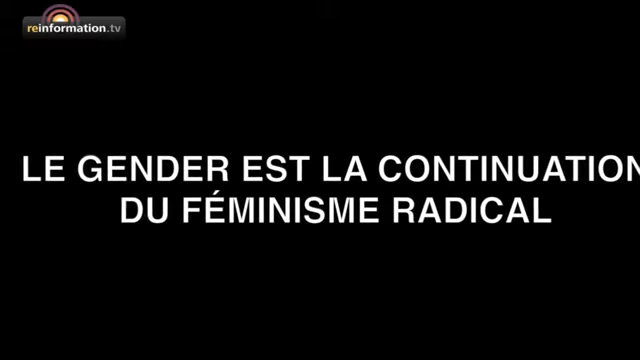 reinformation.tv
LE GENDER EST LA CONTINUATION
DU FÉMINISME RADICAL